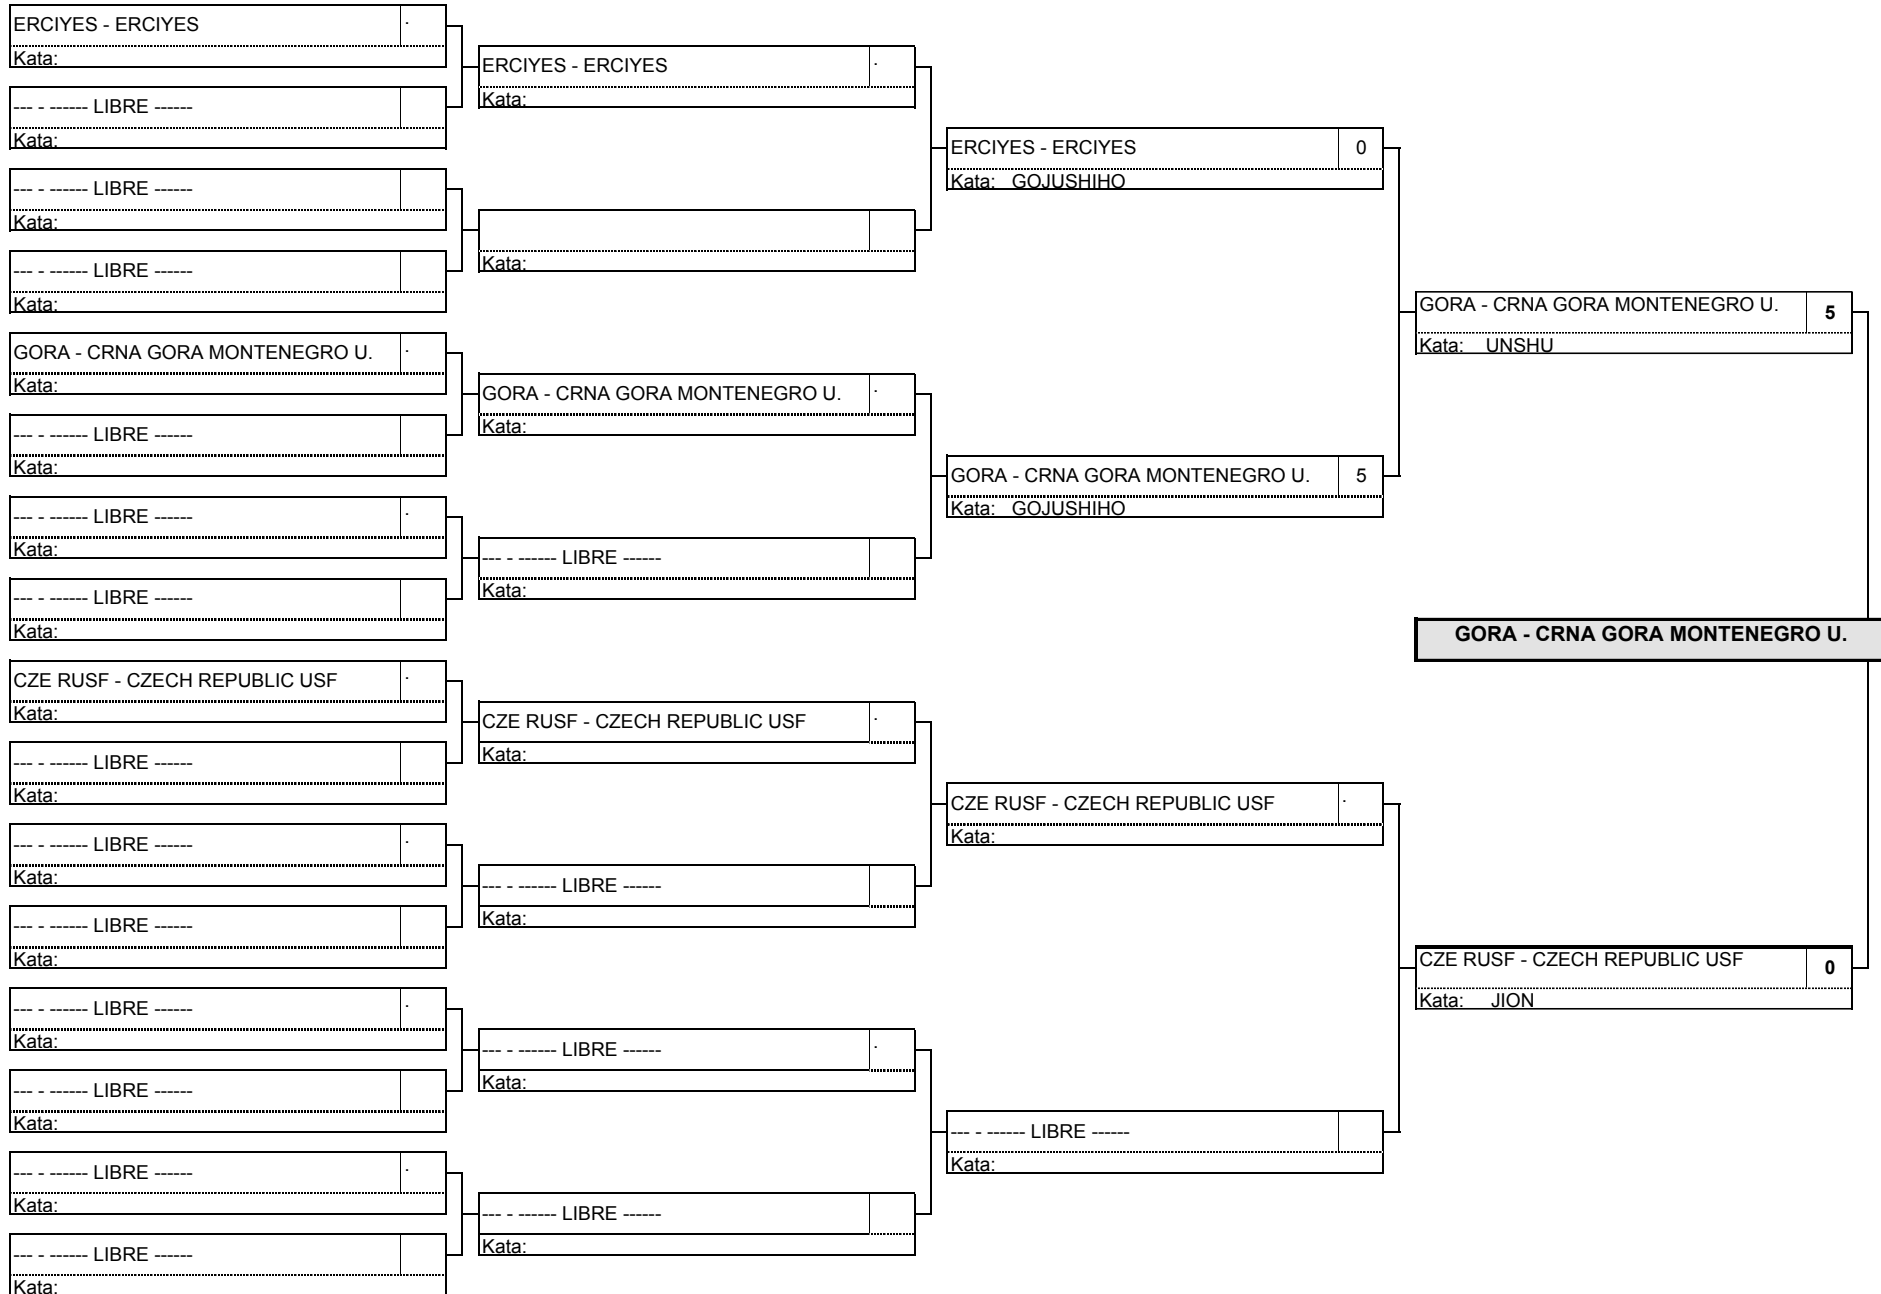 ERCIYES - ERCIYES .
Kata:
--- - ------ LIBRE ------
Kata:
--- - ------ LIBRE ------ .
Kata:
--- - ------ LIBRE ------
Kata:
GORA - CRNA GORA MONTENEGRO U. .
Kata:
--- - ------ LIBRE ------
Kata:
--- - ------ LIBRE ------ .
Kata:
--- - ------ LIBRE ------
Kata:
CZE RUSF - CZECH REPUBLIC USF .
Kata:
--- - ------ LIBRE ------
Kata:
--- - ------ LIBRE ------ .
Kata:
--- - ------ LIBRE ------
Kata:
--- - ------ LIBRE ------ .
Kata:
--- - ------ LIBRE ------
Kata:
--- - ------ LIBRE ------ .
Kata:
--- - ------ LIBRE ------
Kata:
ERCIYES - ERCIYES .
Kata:
Kata:
GORA - CRNA GORA MONTENEGRO U. .
Kata:
--- - ------ LIBRE ------
Kata:
CZE RUSF - CZECH REPUBLIC USF .
Kata:
--- - ------ LIBRE ------
Kata:
--- - ------ LIBRE ------ .
Kata:
--- - ------ LIBRE ------
Kata:
ERCIYES - ERCIYES 0
Kata: GOJUSHIHO
GORA - CRNA GORA MONTENEGRO U. 5
Kata: GOJUSHIHO
CZE RUSF - CZECH REPUBLIC USF .
Kata:
--- - ------ LIBRE ------
Kata:
GORA - CRNA GORA MONTENEGRO U. 5
Kata: UNSHU
GORA - CRNA GORA MONTENEGRO U.
CZE RUSF - CZECH REPUBLIC USF 0
Kata: JION